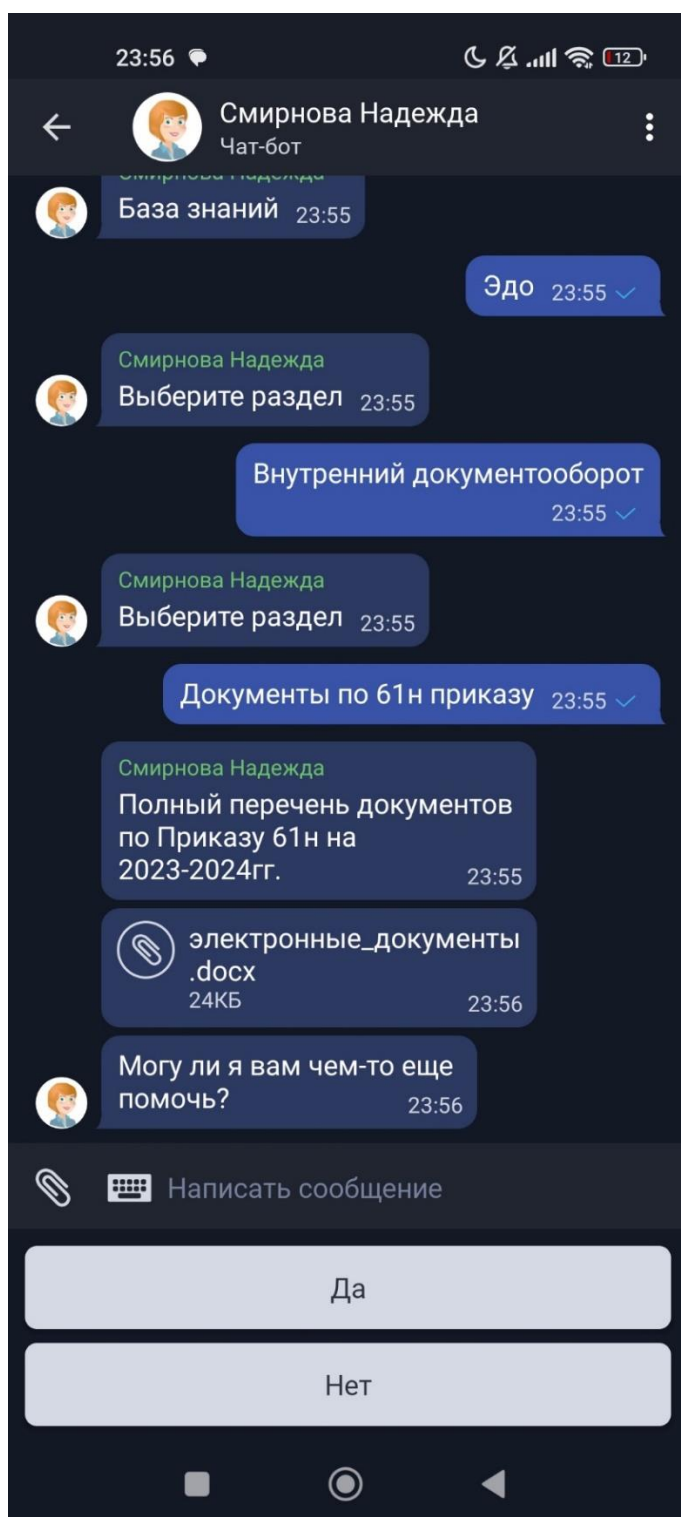 23:56
12
Смирнова Надежда
Чат-бот
Смирнова Надежда
База знаний 23:55
Эдо 23:55
Смирнова Надежда
Выберите раздел 23:55
Внутренний документооборот
23:55
Смирнова Надежда
Выберите раздел 23:55
Документы по 61н приказу 23:55
Смирнова Надежда
Полный перечень документов
по Приказу 61н на
2023-2024гг. 23:55
электронные_документы
.docx
24КБ 23:56
Могу ли я вам чем-то еще
помочь? 23:56
Написать сообщение
Да
Нет